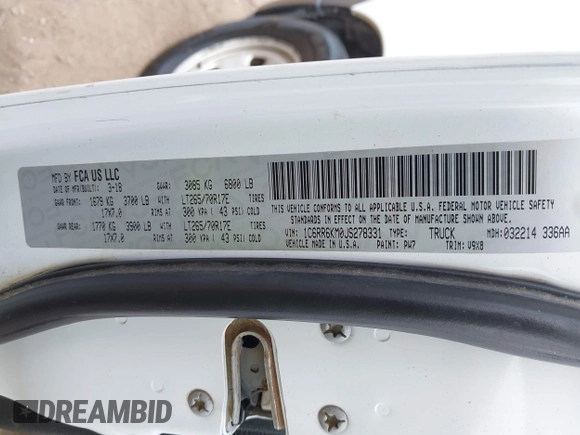 MFD BY FCA US LLC
DATE OF MFR(BUILT): 3-18 GVWR: 3085 KG 6800 LB
GAWR FRONT: 1679 KG 3700 LB LT265/70R17E TIRES
17X7.0 RIMS AT 300 KPA ( 43 PSI) COLD
GAWR REAR: 1770 KG 3900 LB LT265/70R17E TIRES
17X7.0 RIMS AT 300 KPA ( 43 PSI) COLD
THIS VEHICLE CONFORMS TO ALL APPLICABLE U.S.A. FEDERAL MOTOR VEHICLE SAFETY
STANDARDS IN EFFECT ON THE DATE OF MANUFACTURE SHOWN ABOVE.
VIN: 1C6RR6KM0JS278331 TRUCK MDH: 032214 336AA
VEHICLE MADE IN U.S.A. PAINT: PW7 TRIM: V9X8
DREAMBID